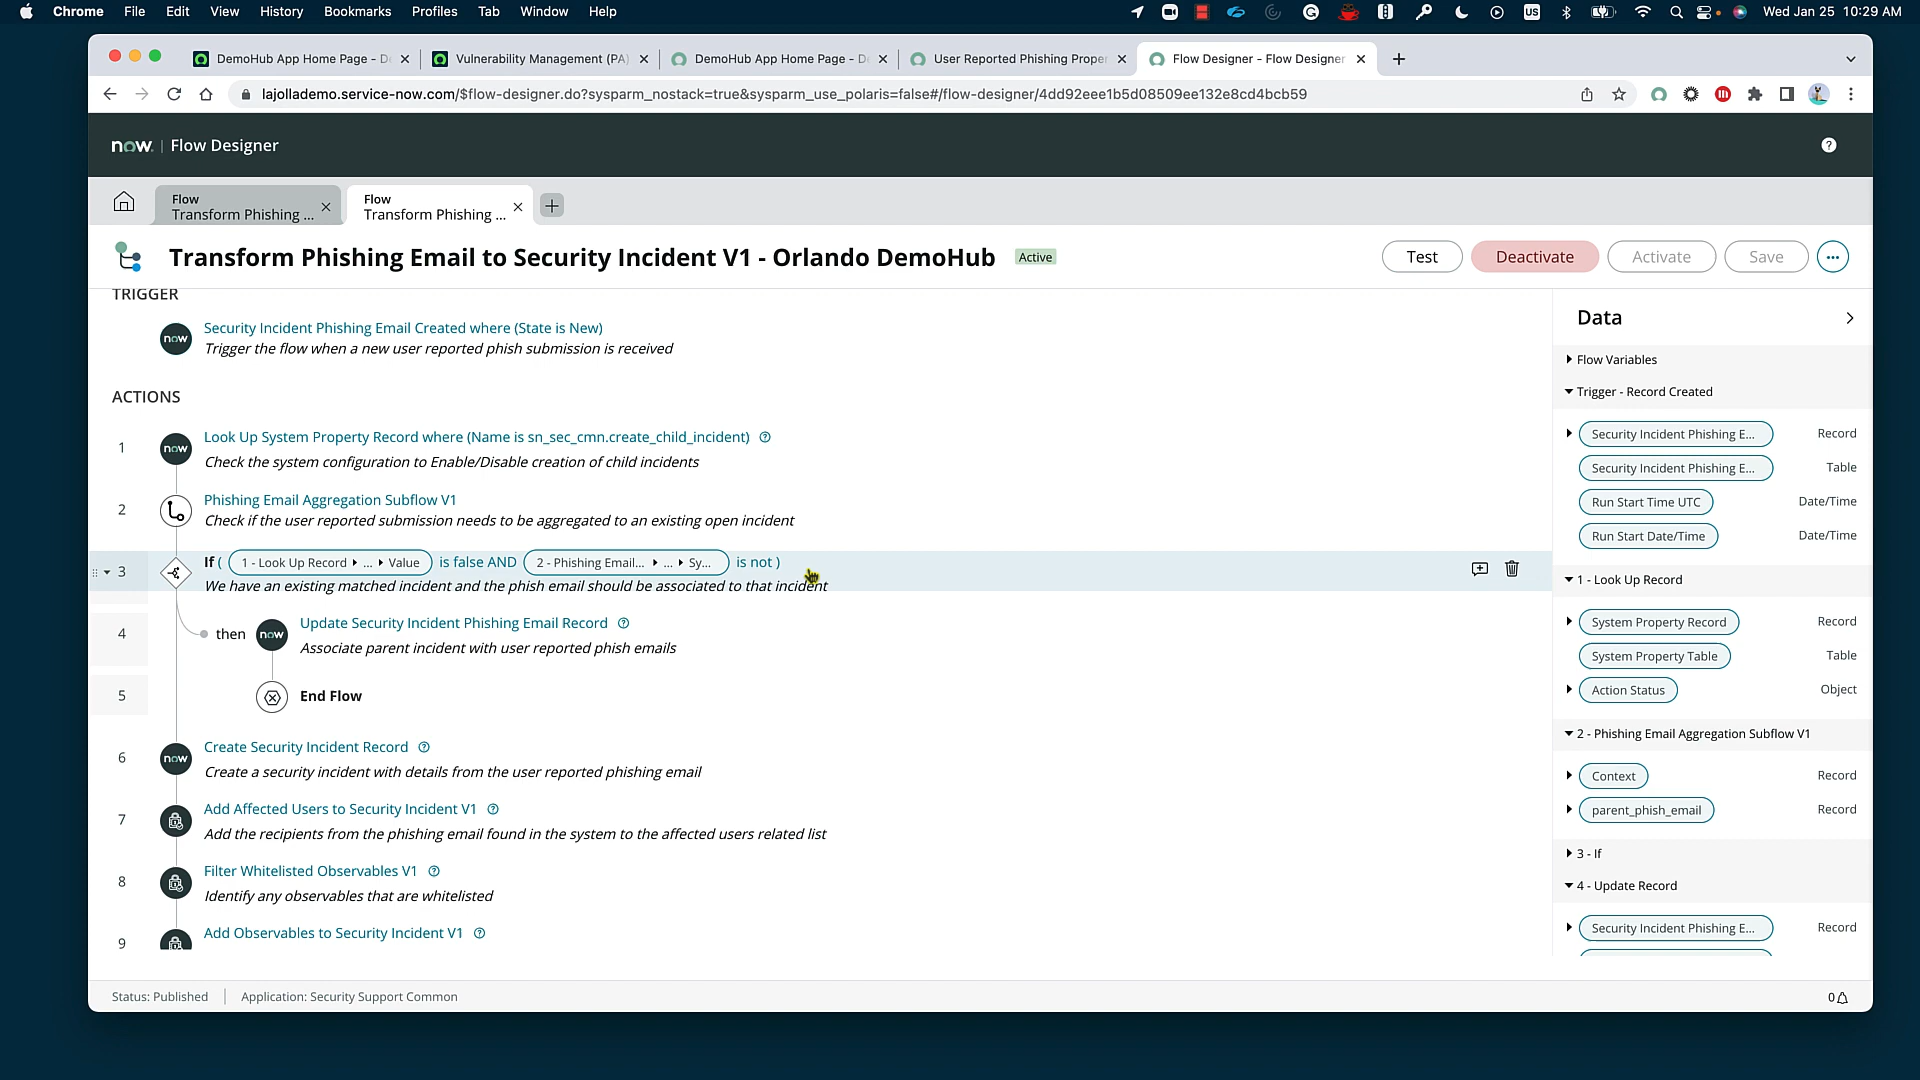 Chrome File Edit View History Bookmarks Profiles Tab Window Help US Wed Jan 25 10:29 AM
DemoHub App Home Page - D Vulnerability Management (PA) DemoHub App Home Page - D User Reported Phishing Prope Flow Designer - Flow Designer
lajollademo.service-now.com/$flow-designer.do?sysparm_nostack=true&sysparm_use_polaris=false#/flow-designer/4dd92eee1b5d08509ee132e8cd4bcb59
now. | Flow Designer ?
Flow
Transform Phishing ...
Flow
Transform Phishing ...
Transform Phishing Email to Security Incident V1 - Orlando DemoHub Active Test Deactivate Activate Save ...
TRIGGER
now Security Incident Phishing Email Created where (State is New)
Trigger the flow when a new user reported phish submission is received
ACTIONS
1 now Look Up System Property Record where (Name is sn_sec_cmn.create_child_incident)
Check the system configuration to Enable/Disable creation of child incidents
2 Phishing Email Aggregation Subflow V1
Check if the user reported submission needs to be aggregated to an existing open incident
3 If ( 1 - Look Up Record ▸ ... ▸ Value is false AND 2 - Phishing Email... ▸ ... ▸ Sy... is not )
We have an existing matched incident and the phish email should be associated to that incident
4 then now Update Security Incident Phishing Email Record
Associate parent incident with user reported phish emails
5 End Flow
6 now Create Security Incident Record
Create a security incident with details from the user reported phishing email
7 Add Affected Users to Security Incident V1
Add the recipients from the phishing email found in the system to the affected users related list
8 Filter Whitelisted Observables V1
Identify any observables that are whitelisted
9 Add Observables to Security Incident V1
Data
Flow Variables
Trigger - Record Created
Security Incident Phishing E... Record
Security Incident Phishing E... Table
Run Start Time UTC Date/Time
Run Start Date/Time Date/Time
1 - Look Up Record
System Property Record Record
System Property Table Table
Action Status Object
2 - Phishing Email Aggregation Subflow V1
Context Record
parent_phish_email Record
3 - If
4 - Update Record
Security Incident Phishing E... Record
Status: Published | Application: Security Support Common 0